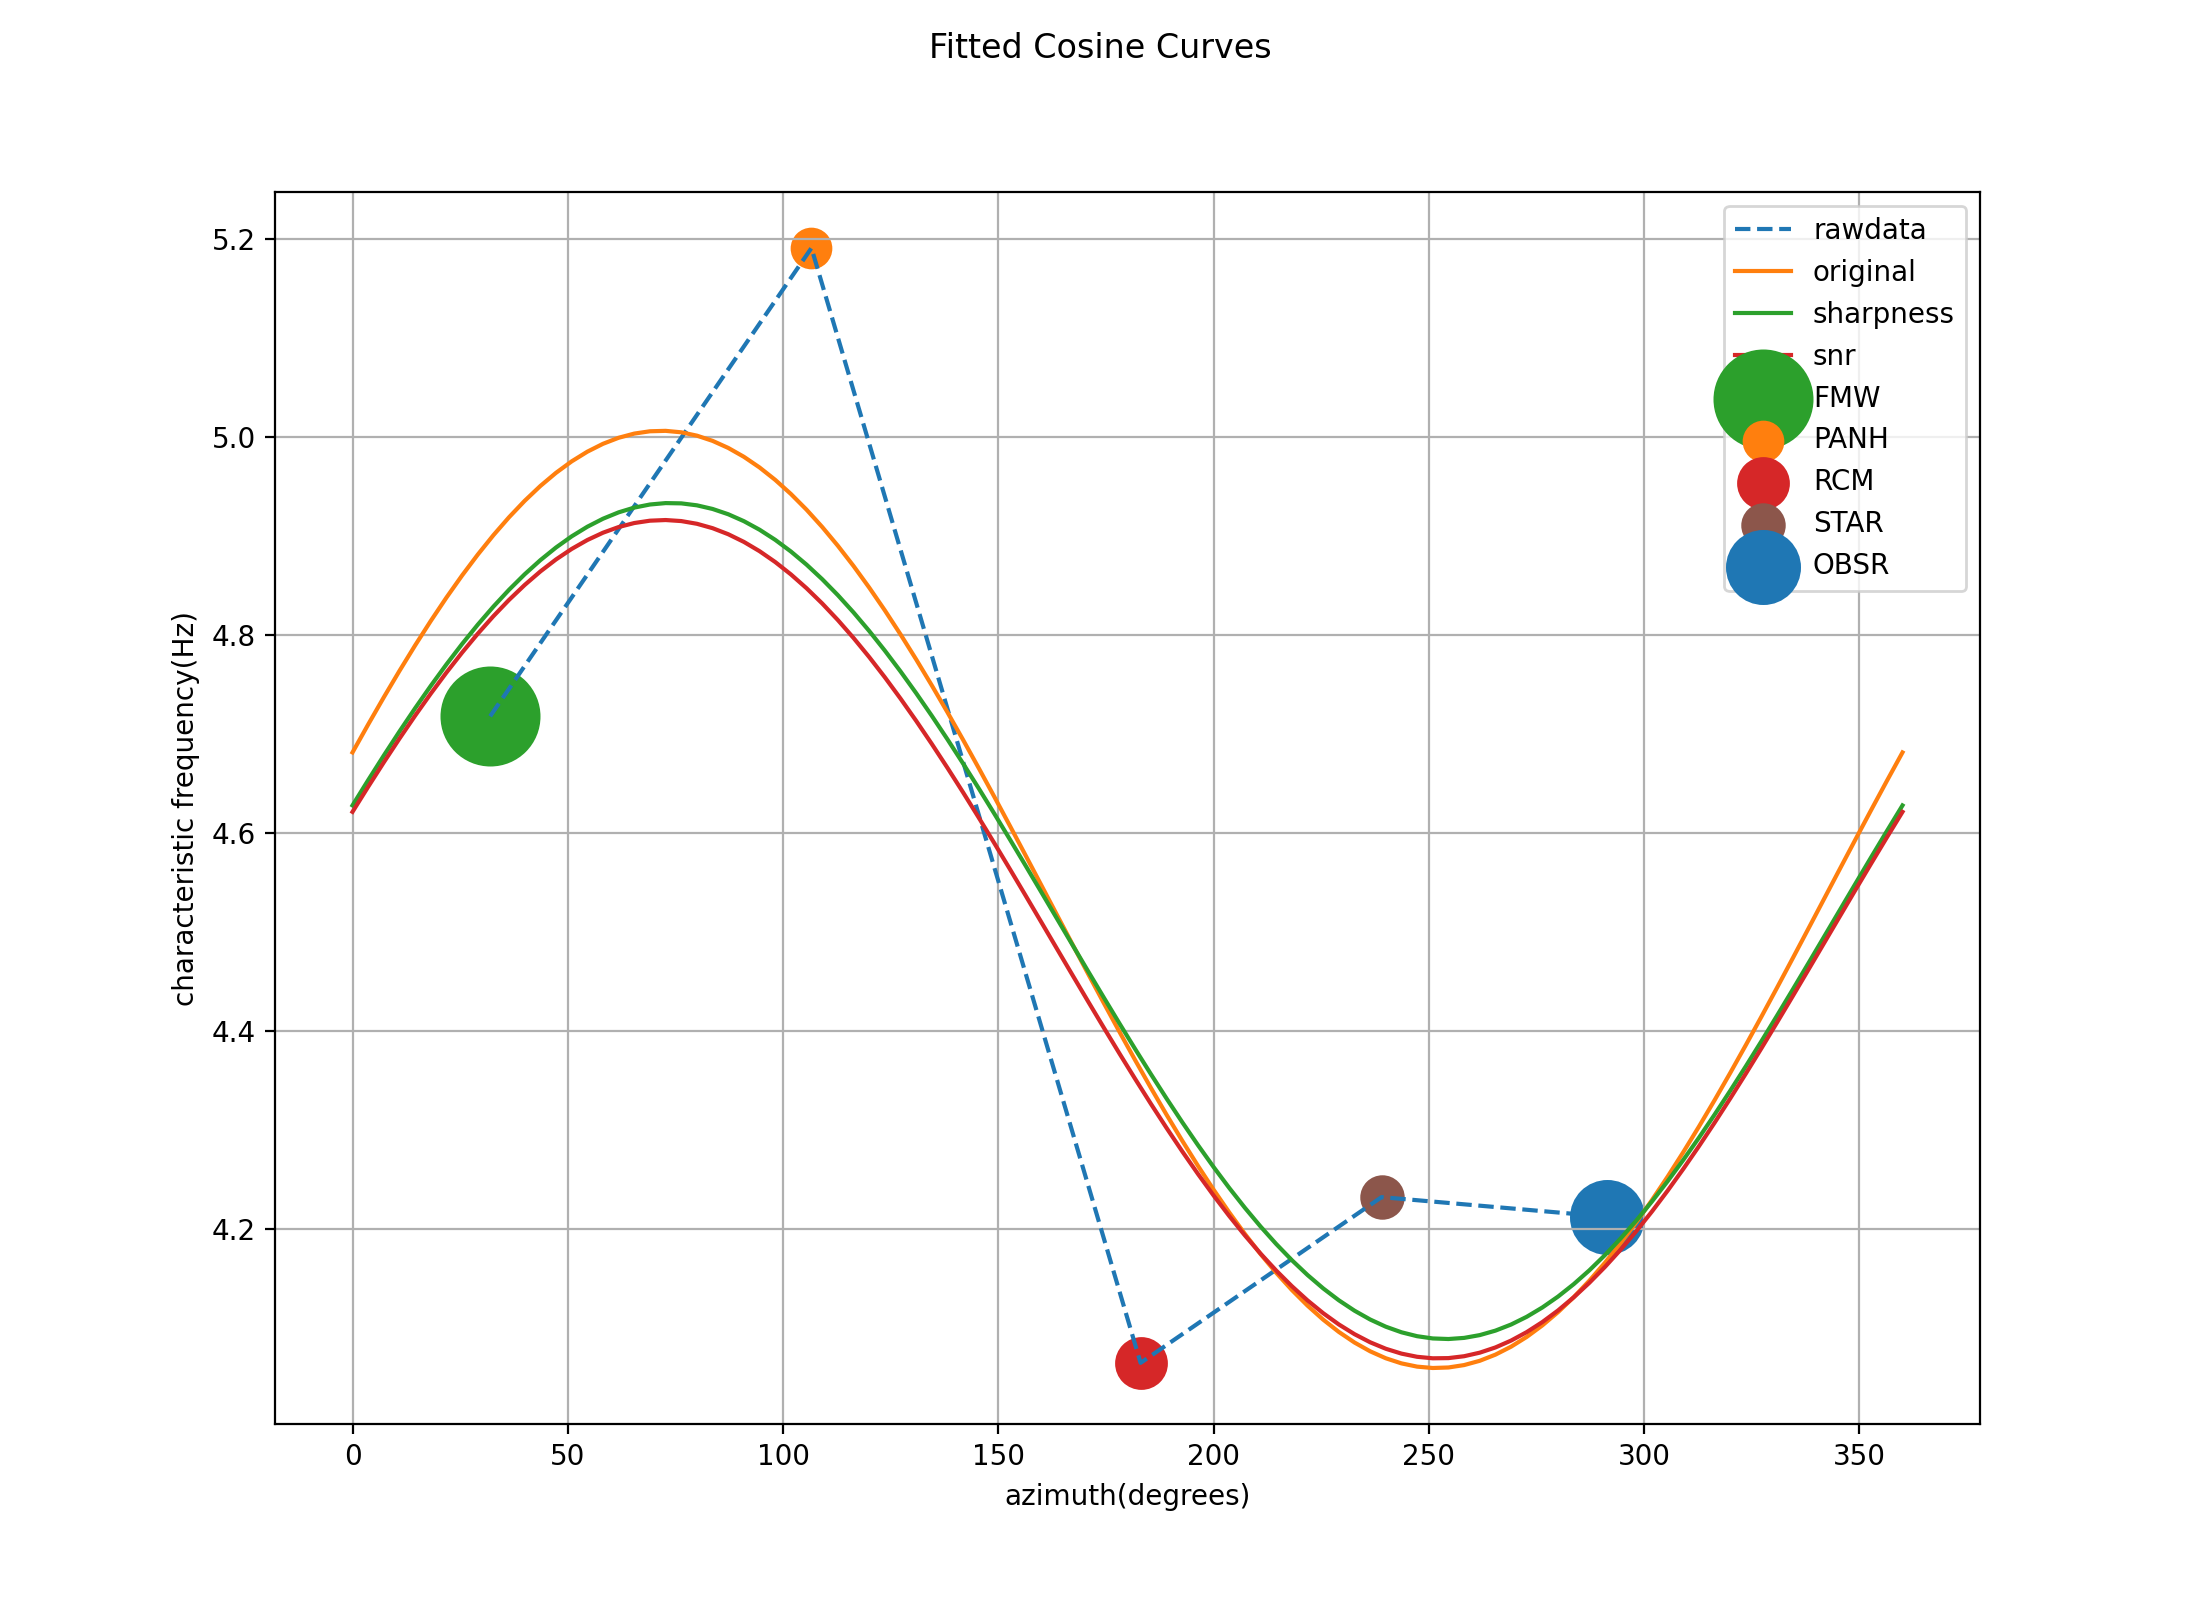 Fitted Cosine Curves
5.2
5.0
4.8
4.6
4.4
4.2
characteristic frequency(Hz)
rawdata
original
sharpness
snr
FMW
PANH
RCM
STAR
OBSR
0 50 100 150 200 250 300 350
azimuth(degrees)